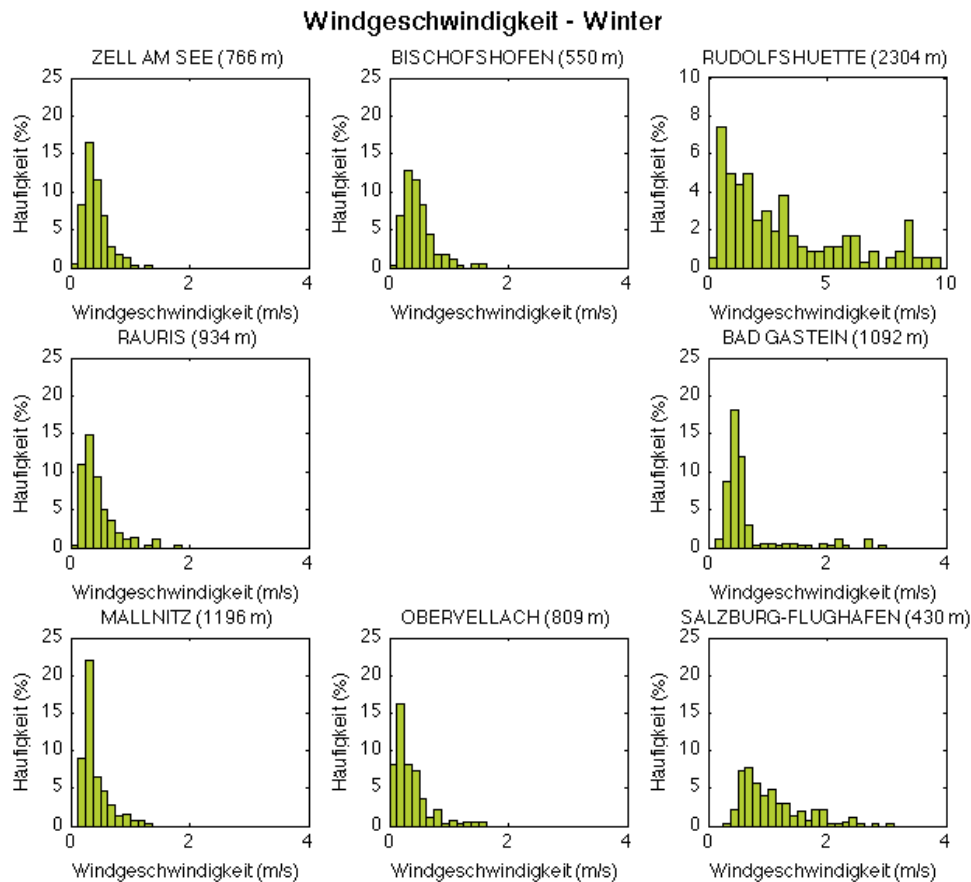 Windgeschwindigkeit - Winter
ZELL AM SEE (766 m)
25
20
15
10
5
0
0 2 4
Häufigkeit (%)
Windgeschwindigkeit (m/s)
BISCHOFSHOFEN (550 m)
25
20
15
10
5
0
0 2 4
Häufigkeit (%)
Windgeschwindigkeit (m/s)
RUDOLFSHUETTE (2304 m)
10
8
6
4
2
0
0 5 10
Häufigkeit (%)
Windgeschwindigkeit (m/s)
RAURIS (934 m)
25
20
15
10
5
0
0 2 4
Häufigkeit (%)
Windgeschwindigkeit (m/s)
BAD GASTEIN (1092 m)
25
20
15
10
5
0
0 2 4
Häufigkeit (%)
Windgeschwindigkeit (m/s)
MALLNITZ (1196 m)
25
20
15
10
5
0
0 2 4
Häufigkeit (%)
Windgeschwindigkeit (m/s)
OBERVELLACH (809 m)
25
20
15
10
5
0
0 2 4
Häufigkeit (%)
Windgeschwindigkeit (m/s)
SALZBURG-FLUGHAFEN (430 m)
25
20
15
10
5
0
0 2 4
Häufigkeit (%)
Windgeschwindigkeit (m/s)